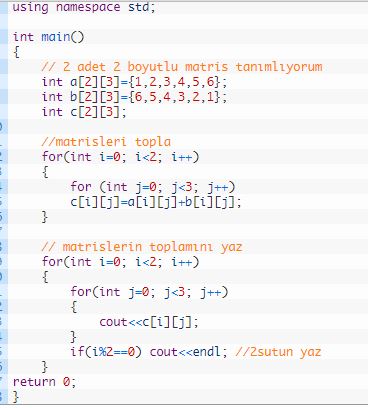 using namespace std;
int main()
{
// 2 adet 2 boyutlu matris tanımlıyorum
int a[2][3]={1,2,3,4,5,6};
int b[2][3]={6,5,4,3,2,1};
int c[2][3];
//matrisleri topla
for(int i=0; i<2; i++)
{
for (int j=0; j<3; j++)
c[i][j]=a[i][j]+b[i][j];
}
// matrislerin toplamını yaz
for(int i=0; i<2; i++)
{
for(int j=0; j<3; j++)
{
cout<<c[i][j];
}
if(i%2==0) cout<<endl; //2sutun yaz
}
return 0;
}